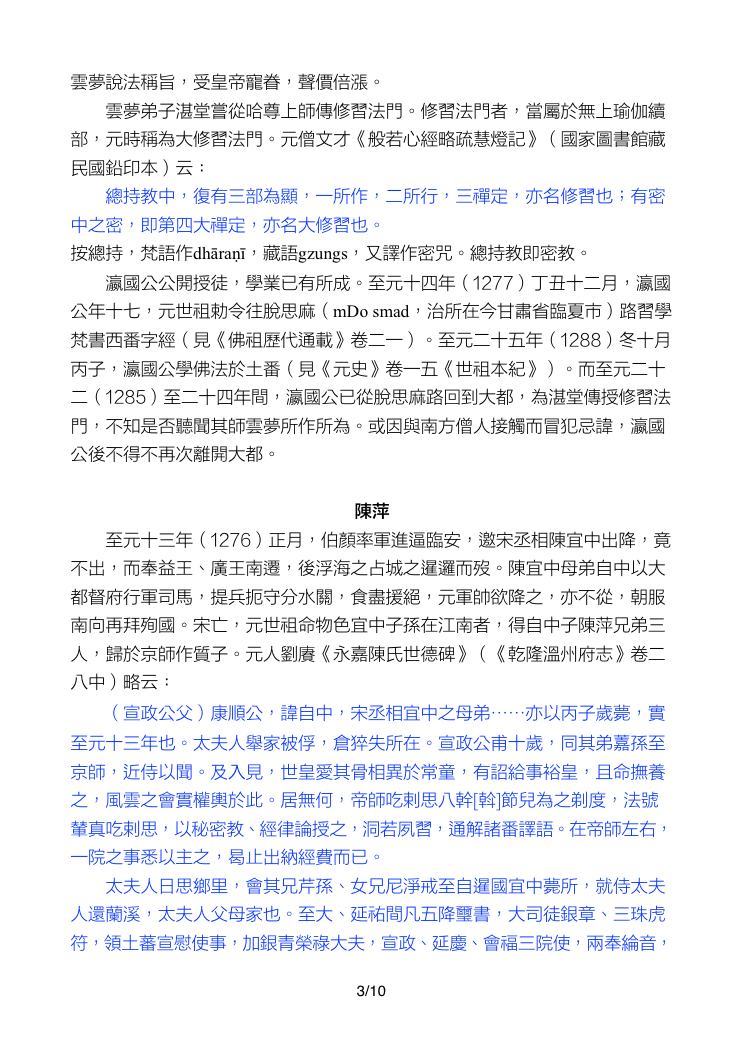 雲夢說法稱旨，受皇帝寵眷，聲價倍漲。
雲夢弟子湛堂嘗從哈尊上師傳修習法門。修習法門者，當屬於無上瑜伽續
部，元時稱為大修習法門。元僧文才《般若心經略疏慧燈記》（國家圖書館藏
民國鉛印本）云：
總持教中，復有三部為顯，一所作，二所行，三禪定，亦名修習也；有密
中之密，即第四大禪定，亦名大修習也。
按總持，梵語作dhāraṇī，藏語gzungs，又譯作密咒。總持教即密教。
瀛國公公開授徒，學業已有所成。至元十四年（1277）丁丑十二月，瀛國
公年十七，元世祖勅令往脫思麻（mDo smad，治所在今甘肅省臨夏市）路習學
梵書西番字經（見《佛祖歷代通載》卷二一）。至元二十五年（1288）冬十月
丙子，瀛國公學佛法於土番（見《元史》卷一五《世祖本紀》）。而至元二十
二（1285）至二十四年間，瀛國公已從脫思麻路回到大都，為湛堂傳授修習法
門，不知是否聽聞其師雲夢所作所為。或因與南方僧人接觸而冒犯忌諱，瀛國
公後不得不再次離開大都。
陳萍
至元十三年（1276）正月，伯顏率軍進逼臨安，邀宋丞相陳宜中出降，竟
不出，而奉益王、廣王南遷，後浮海之占城之暹邏而歿。陳宜中母弟自中以大
都督府行軍司馬，提兵扼守分水關，食盡援絕，元軍帥欲降之，亦不從，朝服
南向再拜殉國。宋亡，元世祖命物色宜中子孫在江南者，得自中子陳萍兄弟三
人，歸於京師作質子。元人劉賡《永嘉陳氏世德碑》（《乾隆溫州府志》卷二
八中）略云：
（宣政公父）康順公，諱自中，宋丞相宜中之母弟……亦以丙子歲薨，實
至元十三年也。太夫人舉家被俘，倉猝失所在。宣政公甫十歲，同其弟藁孫至
京師，近侍以聞。及入見，世皇愛其骨相異於常童，有詔給事裕皇，且命撫養
之，風雲之會實權輿於此。居無何，帝師吃剌思八幹[斡]節兒為之剃度，法號
輦真吃剌思，以秘密教、經律論授之，洞若夙習，通解諸番譯語。在帝師左右，
一院之事悉以主之，曷止出納經費而已。
太夫人日思鄉里，會其兄芹孫、女兄尼淨戒至自暹國宜中薨所，就侍太夫
人還蘭溪，太夫人父母家也。至大、延祐間凡五降璽書，大司徒銀章、三珠虎
符，領土蕃宣慰使事，加銀青榮祿大夫，宣政、延慶、會福三院使，兩奉綸音，
3/10